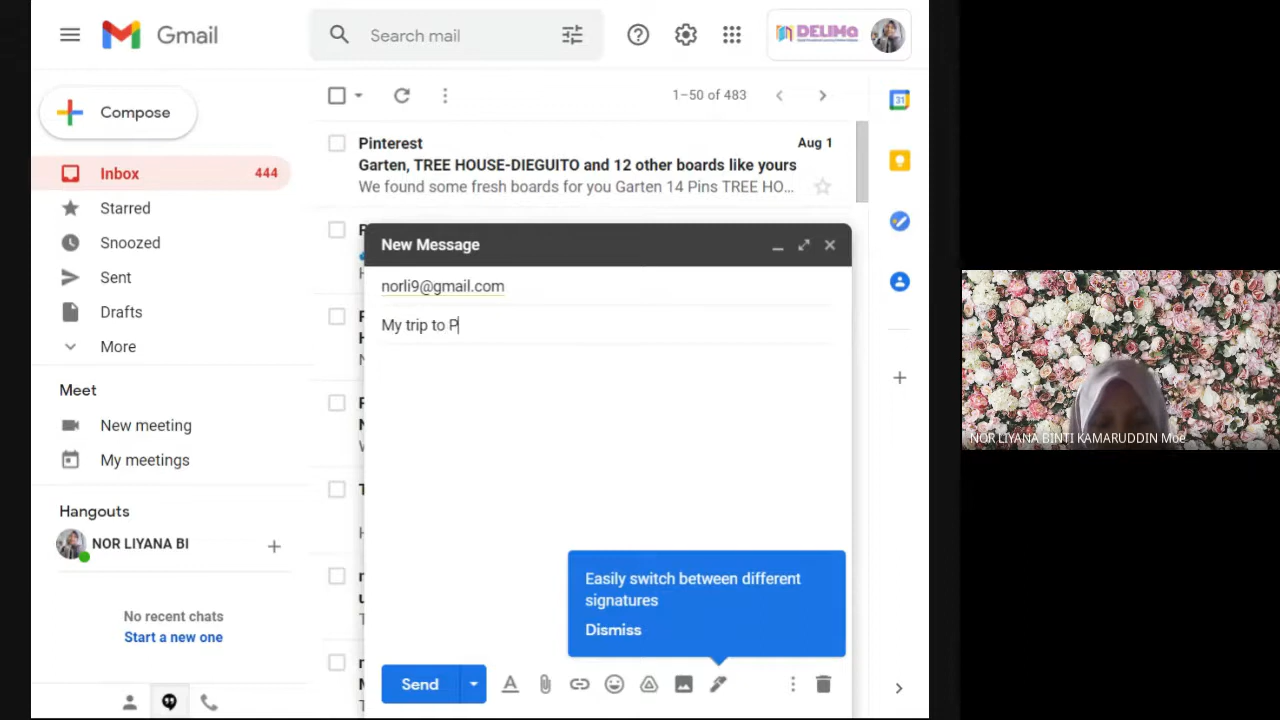 Gmail
Search mail
DELIMa
Compose
1–50 of 483
Inbox 444
Starred
Snoozed
Sent
Drafts
More
Meet
New meeting
My meetings
Hangouts
NOR LIYANA BI
No recent chats
Start a new one
Pinterest Aug 1
Garten, TREE HOUSE-DIEGUITO and 12 other boards like yours
We found some fresh boards for you Garten 14 Pins TREE HO...
New Message
norli9@gmail.com
My trip to P
Easily switch between different
signatures
Dismiss
Send
31
NOR LIYANA BINTI KAMARUDDIN Moe